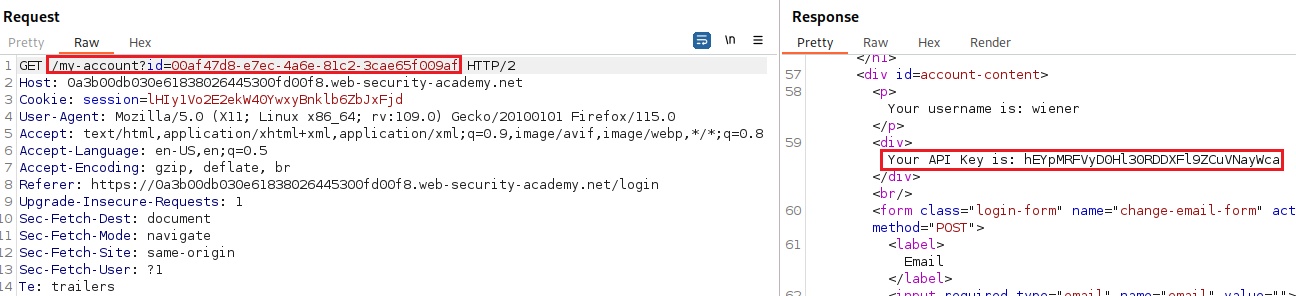 Request
Pretty Raw Hex
\n
1 GET /my-account?id=00af47d8-e7ec-4a6e-81c2-3cae65f009af HTTP/2
2 Host: 0a3b00db030e61838026445300fd00f8.web-security-academy.net
3 Cookie: session=lHIy1Vo2E2ekW40YwxyBnklb6ZbJxFjd
4 User-Agent: Mozilla/5.0 (X11; Linux x86_64; rv:109.0) Gecko/20100101 Firefox/115.0
5 Accept: text/html,application/xhtml+xml,application/xml;q=0.9,image/avif,image/webp,*/*;q=0.8
6 Accept-Language: en-US,en;q=0.5
7 Accept-Encoding: gzip, deflate, br
8 Referer: https://0a3b00db030e61838026445300fd00f8.web-security-academy.net/login
9 Upgrade-Insecure-Requests: 1
10 Sec-Fetch-Dest: document
11 Sec-Fetch-Mode: navigate
12 Sec-Fetch-Site: same-origin
13 Sec-Fetch-User: ?1
14 Te: trailers
Response
Pretty Raw Hex Render
</h1>
57 <div id=account-content>
58 <p>
Your username is: wiener
</p>
59 <div>
Your API Key is: hEYpMRFVyD0Hl3ORDDXFl9ZCuVNayWca
</div>
<br/>
60 <form class="login-form" name="change-email-form" act
method="POST">
61 <label>
Email
</label>
62 <input required type="email" name="email" value="">